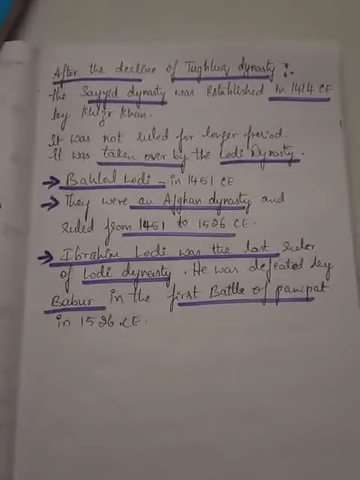 After the decline of Tughluq dynasty :-
The Sayyid dynasty was established in 1414 CE
by Khizr Khan.
It was not ruled for longer period.
It was taken over by the Lodi Dynasty.
→ Bahlol Lodi - in 1451 CE
→ They were an Afghan dynasty and
ruled from 1451 to 1526 CE.
→ Ibrahim Lodi was the last ruler
of Lodi dynasty. He was defeated by
Babur in the first Battle of panipat
in 1526 CE.